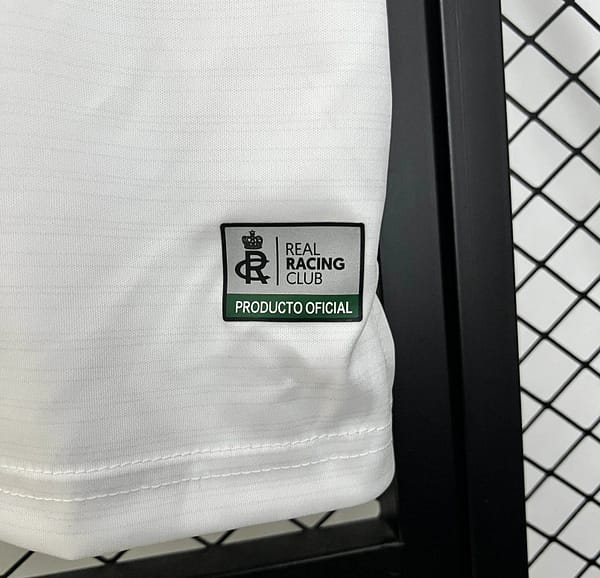 REAL
RACING
CLUB
PRODUCTO OFICIAL